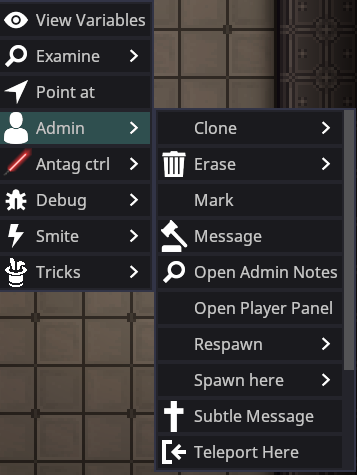 View Variables
Examine
Point at
Admin
Antag ctrl
Debug
Smite
Tricks
Clone
Erase
Mark
Message
Open Admin Notes
Open Player Panel
Respawn
Spawn here
Subtle Message
Teleport Here